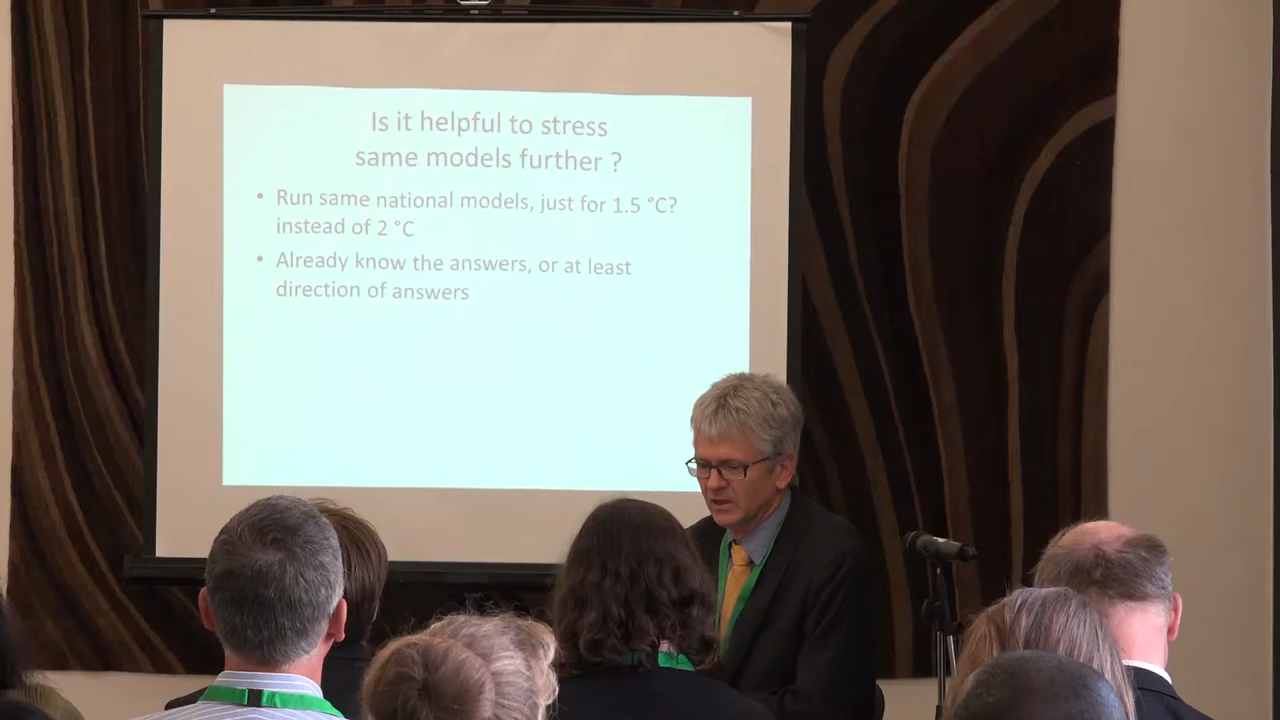 Is it helpful to stress
same models further ?
• Run same national models, just for 1.5 °C?
instead of 2 °C
• Already know the answers, or at least
direction of answers